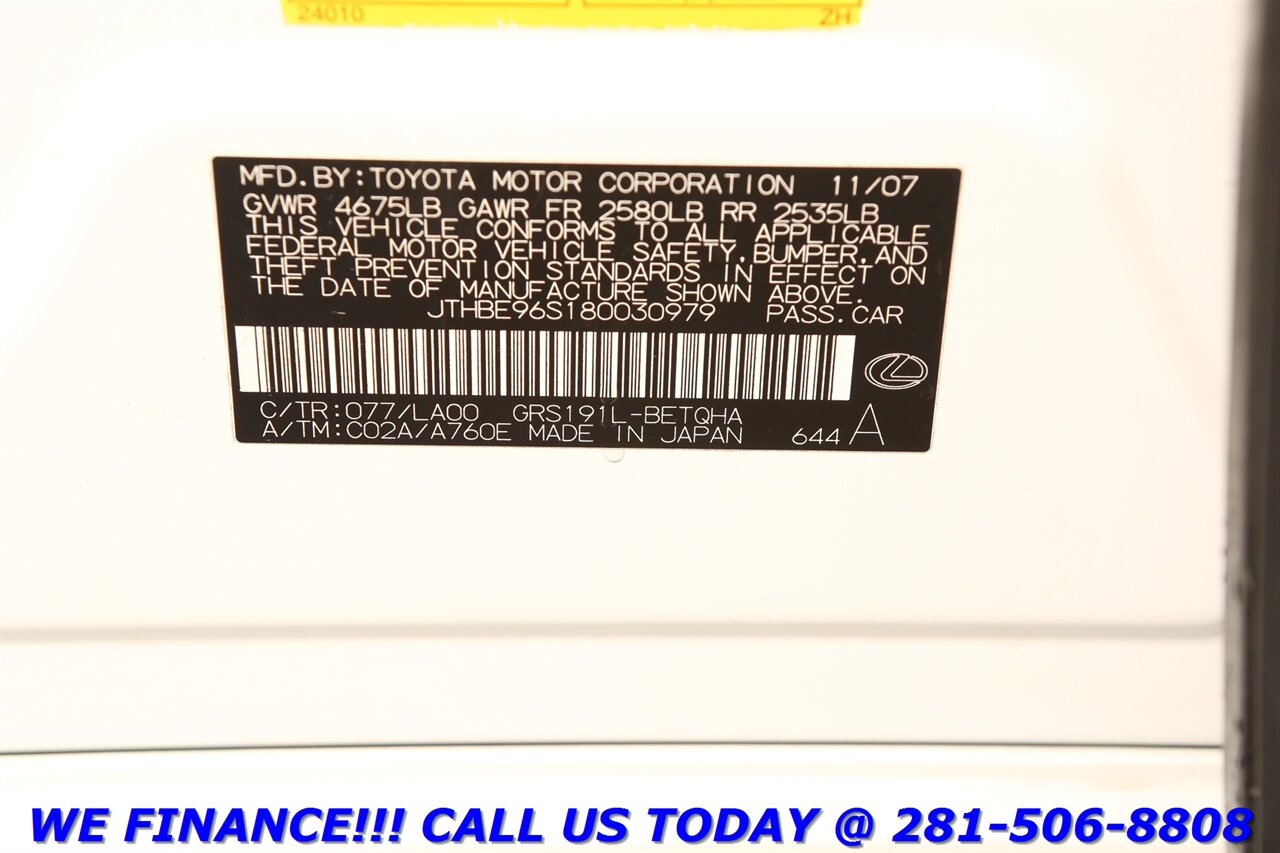 24010 ZH
MFD.BY:TOYOTA MOTOR CORPORATION 11/07
GVWR 4675LB GAWR FR 2580LB RR 2535LB
THIS VEHICLE CONFORMS TO ALL APPLICABLE
FEDERAL MOTOR VEHICLE SAFETY,BUMPER,AND
THEFT PREVENTION STANDARDS IN EFFECT ON
THE DATE OF MANUFACTURE SHOWN ABOVE.
JTHBE96S180030979 PASS.CAR
C/TR:077/LA00 GRS191L-BETQHA
A/TM:C02A/A760E MADE IN JAPAN 644 A
WE FINANCE!!! CALL US TODAY @ 281-506-8808